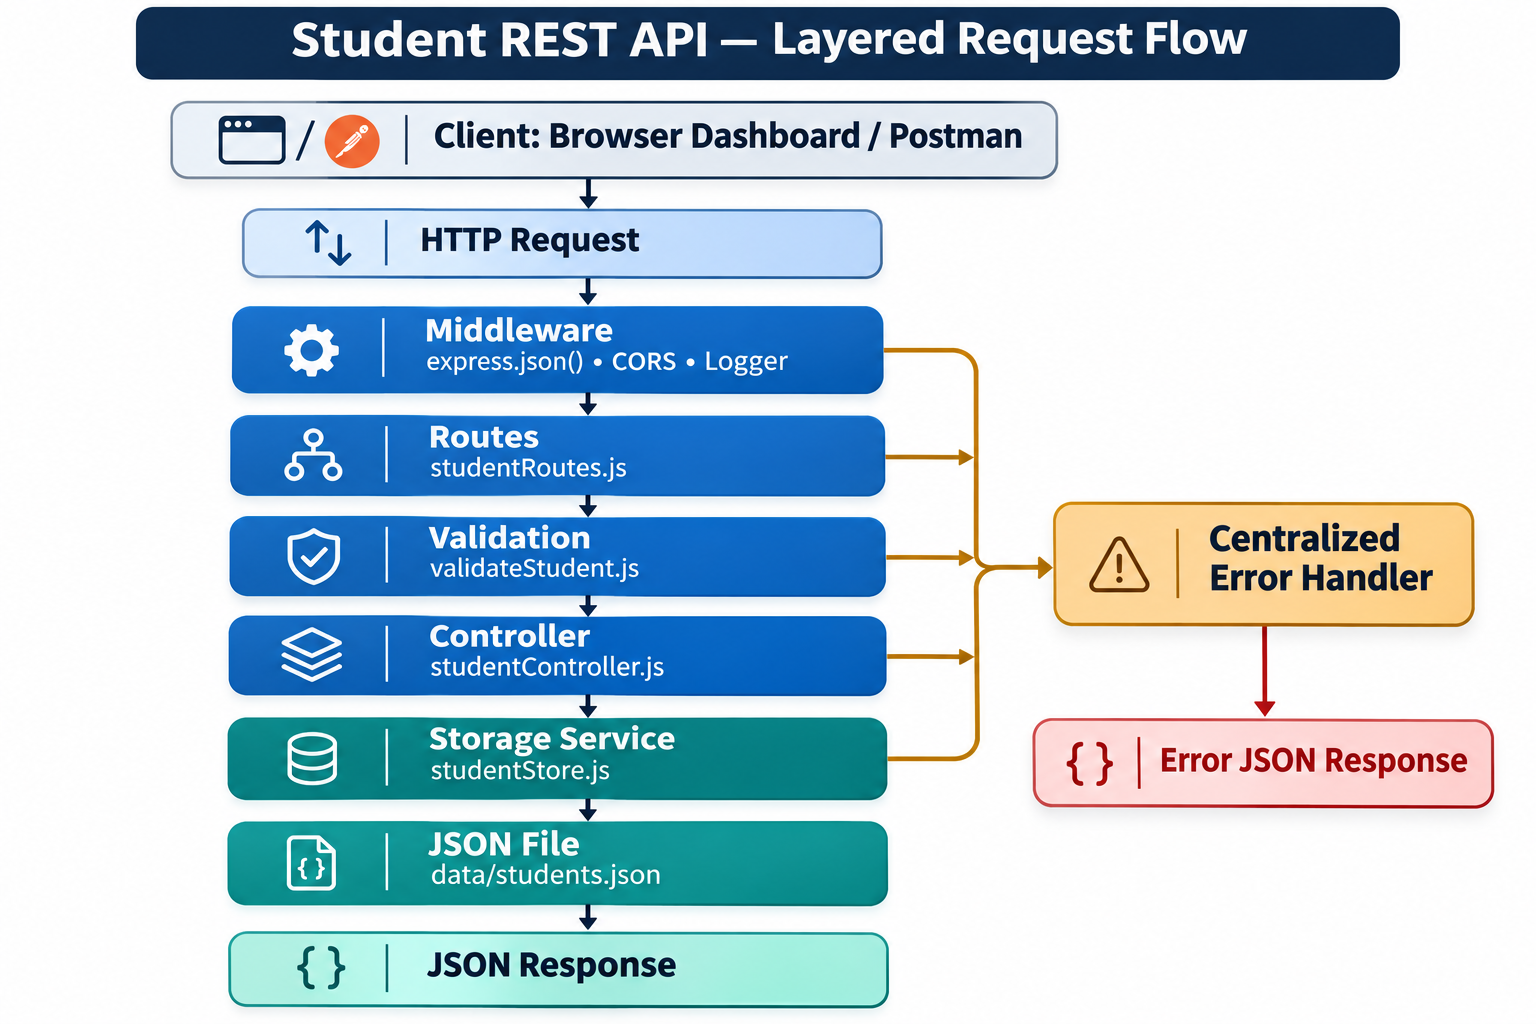 Student REST API — Layered Request Flow
Client: Browser Dashboard / Postman
HTTP Request
Middleware
express.json() • CORS • Logger
Routes
studentRoutes.js
Validation
validateStudent.js
Controller
studentController.js
Storage Service
studentStore.js
JSON File
data/students.json
JSON Response
Centralized
Error Handler
Error JSON Response